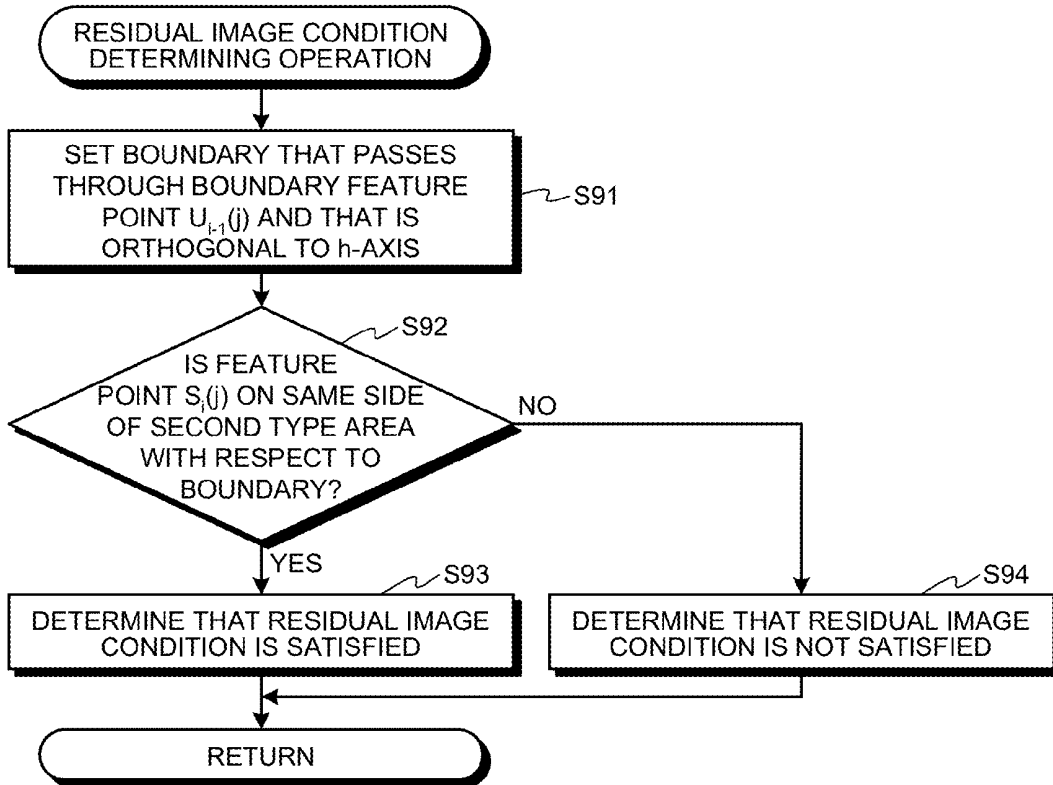 RESIDUAL IMAGE CONDITION
DETERMINING OPERATION
SET BOUNDARY THAT PASSES
THROUGH BOUNDARY FEATURE
POINT U_{i-1}(j) AND THAT IS
ORTHOGONAL TO h-AXIS
S91
S92
IS FEATURE
POINT S_i(j) ON SAME SIDE
OF SECOND TYPE AREA
WITH RESPECT TO
BOUNDARY?
NO
YES
S93
DETERMINE THAT RESIDUAL IMAGE
CONDITION IS SATISFIED
S94
DETERMINE THAT RESIDUAL IMAGE
CONDITION IS NOT SATISFIED
RETURN